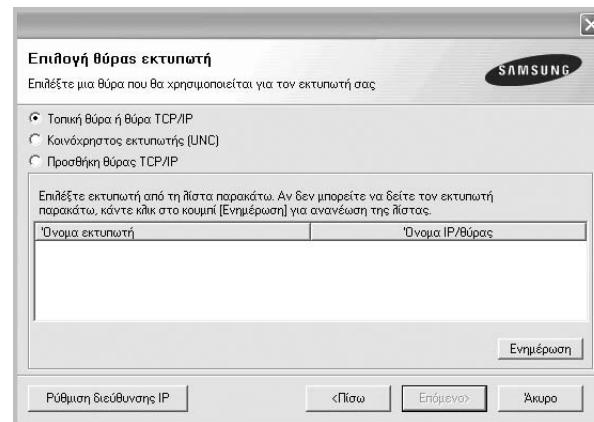 Επιλογή θύρας εκτυπωτή
Επιλέξτε μια θύρα που θα χρησιμοποιείται για τον εκτυπωτή σας
SAMSUNG
Τοπική θύρα ή θύρα TCP/IP
Κοινόχρηστος εκτυπωτής (UNC)
Προσθήκη θύρας TCP/IP
Επιλέξτε εκτυπωτή από τη λίστα παρακάτω. Αν δεν μπορείτε να δείτε τον εκτυπωτή
παρακάτω, κάντε κλικ στο κουμπί [Ενημέρωση] για ανανέωση της λίστας.
Όνομα εκτυπωτή Όνομα IP/θύρας
Ενημέρωση
Ρύθμιση διεύθυνσης IP <Πίσω Επόμενο> Άκυρο